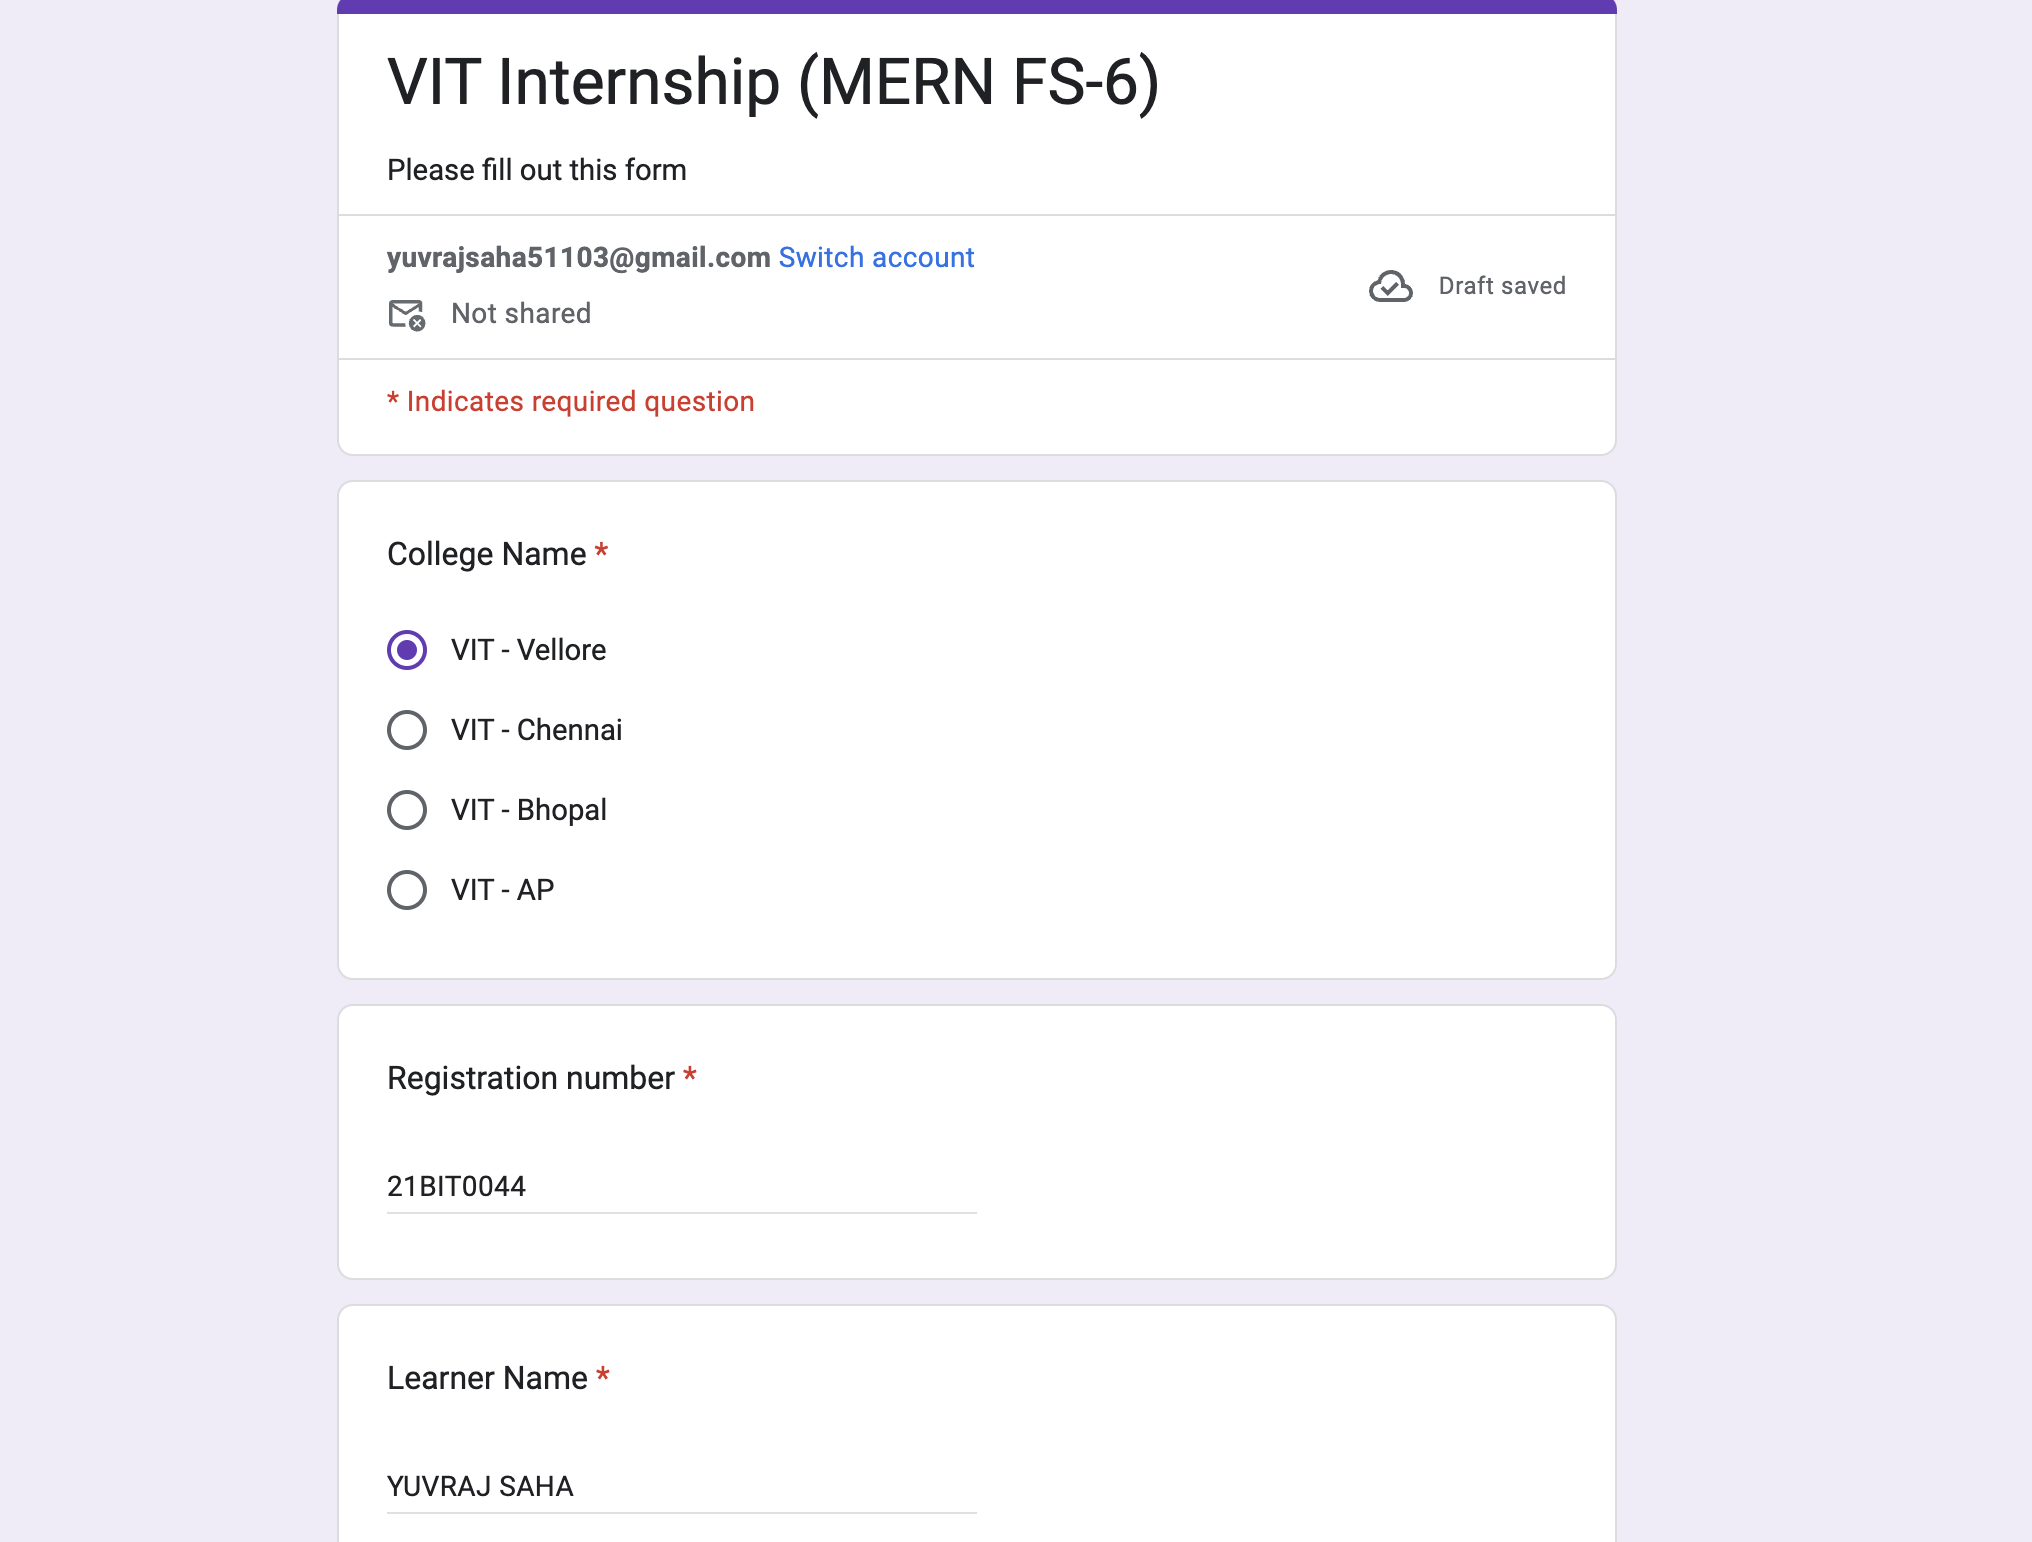 VIT Internship (MERN FS-6)
Please fill out this form
yuvrajsaha51103@gmail.com Switch account
Not shared
Draft saved
* Indicates required question
College Name *
VIT - Vellore
VIT - Chennai
VIT - Bhopal
VIT - AP
Registration number *
21BIT0044
Learner Name *
YUVRAJ SAHA